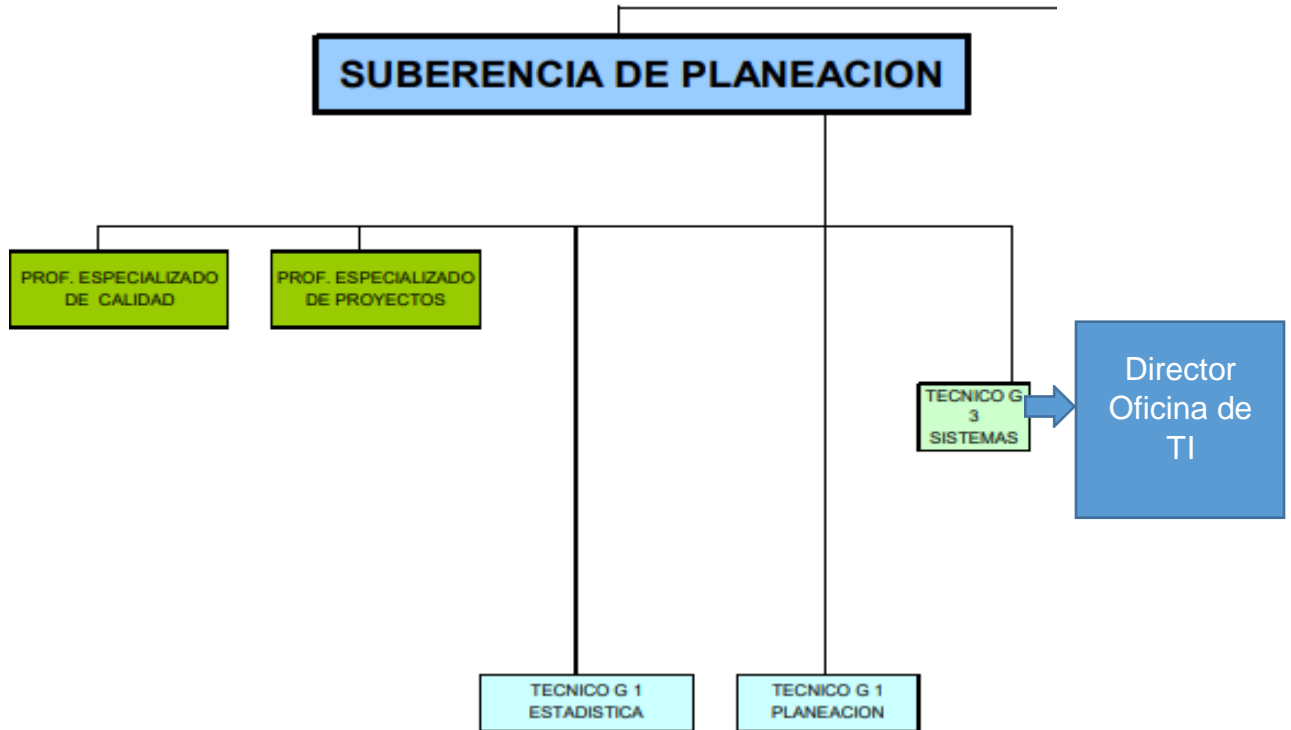 SUBERENCIA DE PLANEACION
PROF. ESPECIALIZADO
DE CALIDAD
PROF. ESPECIALIZADO
DE PROYECTOS
TECNICO G
3
SISTEMAS
Director
Oficina de
TI
TECNICO G 1
ESTADISTICA
TECNICO G 1
PLANEACION